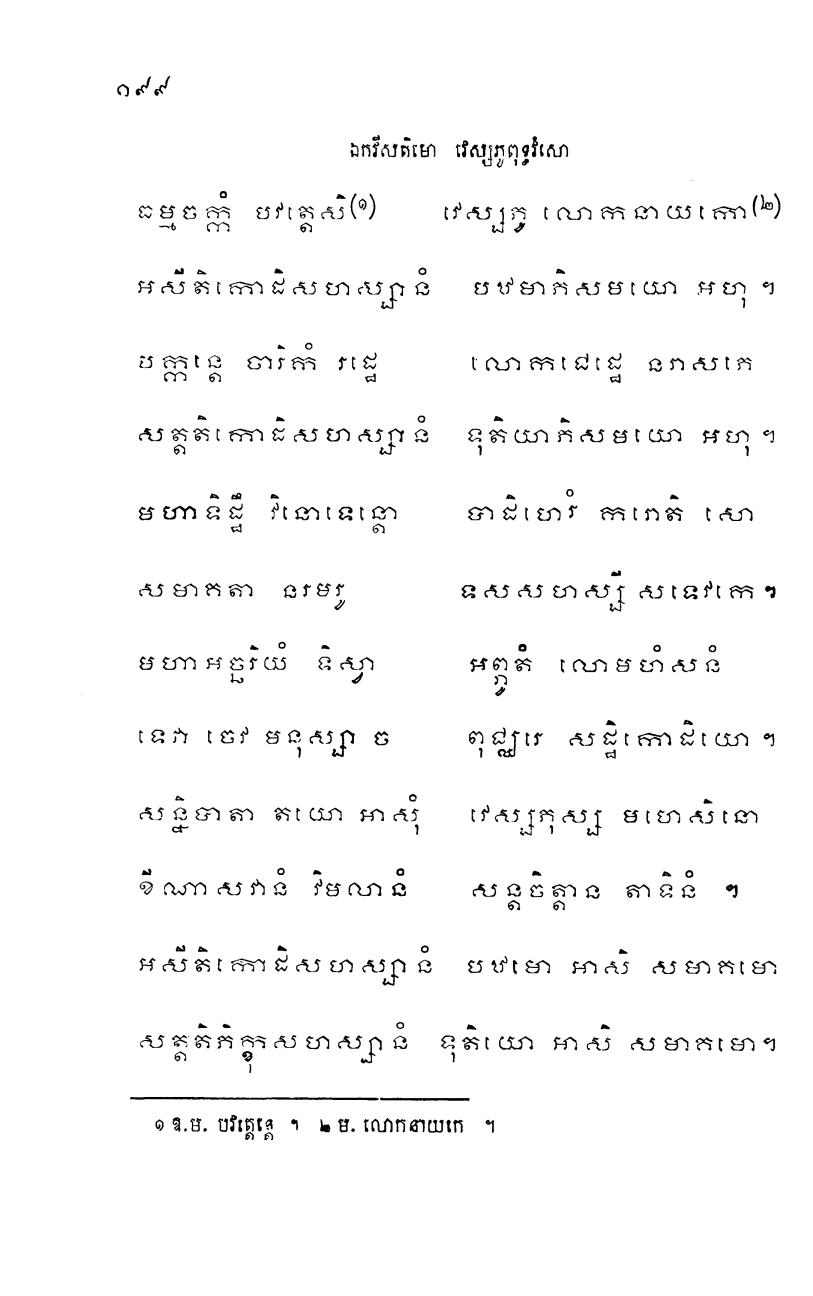 ១៩៩
ឯកវីសតិមោ វេស្សភូពុទ្ធវំសោ
ធម្មចក្កំ បវត្តេសិ(១) វេស្សភូ លោកនាយកោ(២)
អសីតិកោដិសហស្សានំ បឋមាភិសមយោ អហុ ។
បក្កន្តេ ចារិកំ រដ្ឋេ លោកជេដ្ឋេ នរាសភេ
សត្តតិកោដិសហស្សានំ ទុតិយាភិសមយោ អហុ ។
មហាទិដ្ឋឹ វិនោទេន្តោ បាដិហេរំ ករោតិ សោ
សមាគតា នរមរូ ទសសហស្សី សទេវកេ ។
មហាអច្ឆរិយំ ទិស្វា អព្ភូតំ លោមហំសនំ
ទេវា ចេវ មនុស្សា ច ពុជ្ឈរេ សដ្ឋិកោដិយោ ។
សន្និបាតា តយោ អាសុំ វេស្សភុស្ស មហេសិនោ
ខីណាសវានំ វិមលានំ សន្តចិត្តាន តាទិនំ ។
អសីតិកោដិសហស្សានំ បឋមោ អាសិ សមាគមោ
សត្តតិភិក្ខុសហស្សានំ ទុតិយោ អាសិ សមាគមោ។
១ ឧ.ម. បវត្តេន្តេ ។ ២ ម. លោកនាយកេ ។